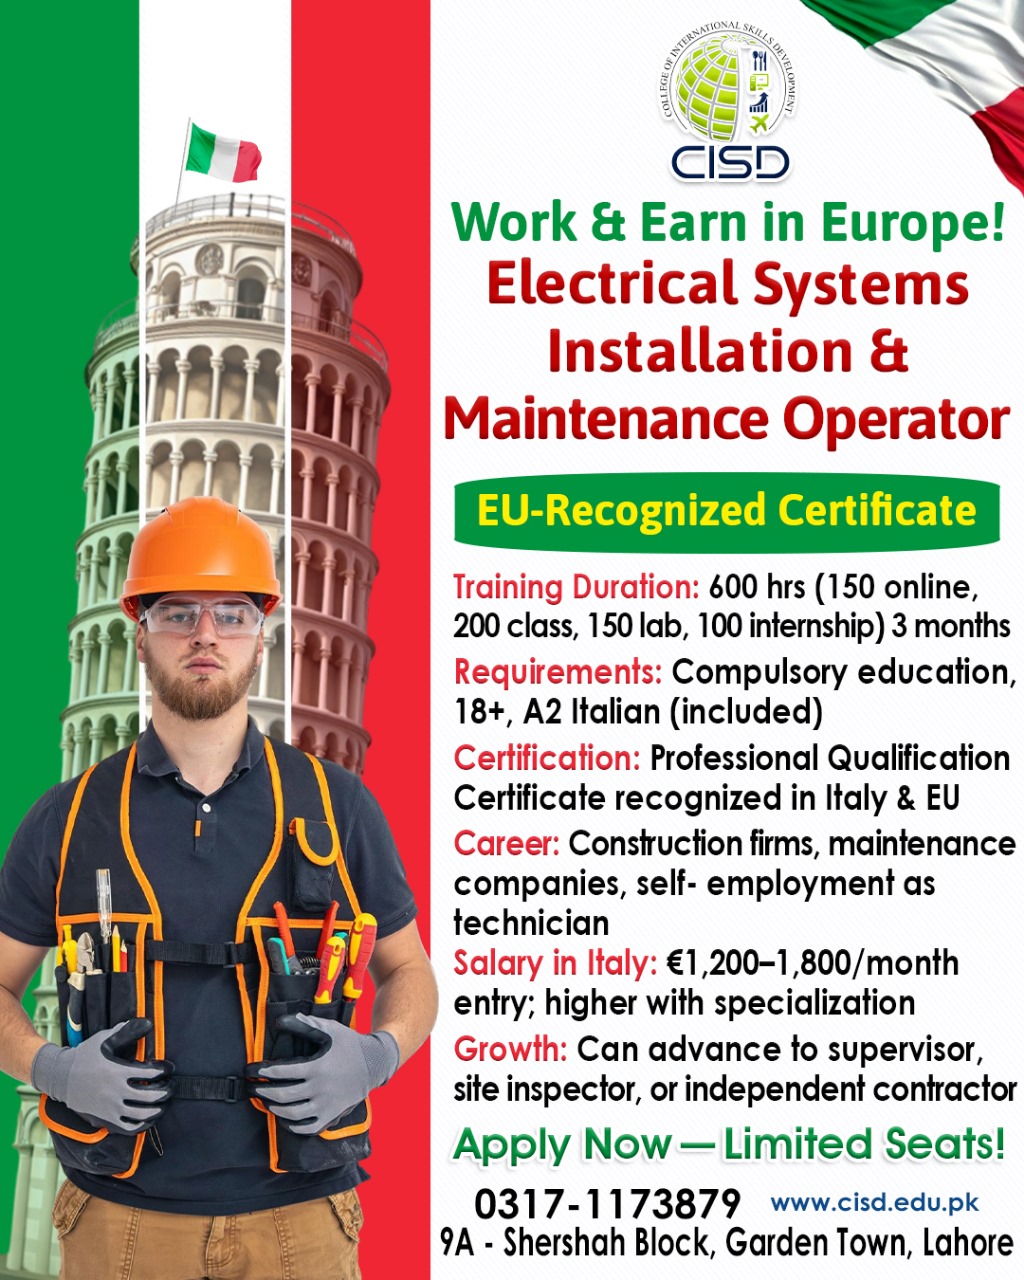 COLLEGE OF INTERNATIONAL SKILLS DEVELOPMENT
CISD
Work & Earn in Europe!
Electrical Systems
Installation &
Maintenance Operator
EU-Recognized Certificate
Training Duration: 600 hrs (150 online,
200 class, 150 lab, 100 internship) 3 months
Requirements: Compulsory education,
18+, A2 Italian (included)
Certification: Professional Qualification
Certificate recognized in Italy & EU
Career: Construction firms, maintenance
companies, self- employment as
technician
Salary in Italy: €1,200–1,800/month
entry; higher with specialization
Growth: Can advance to supervisor,
site inspector, or independent contractor
Apply Now — Limited Seats!
0317-1173879 www.cisd.edu.pk
9A - Shershah Block, Garden Town, Lahore